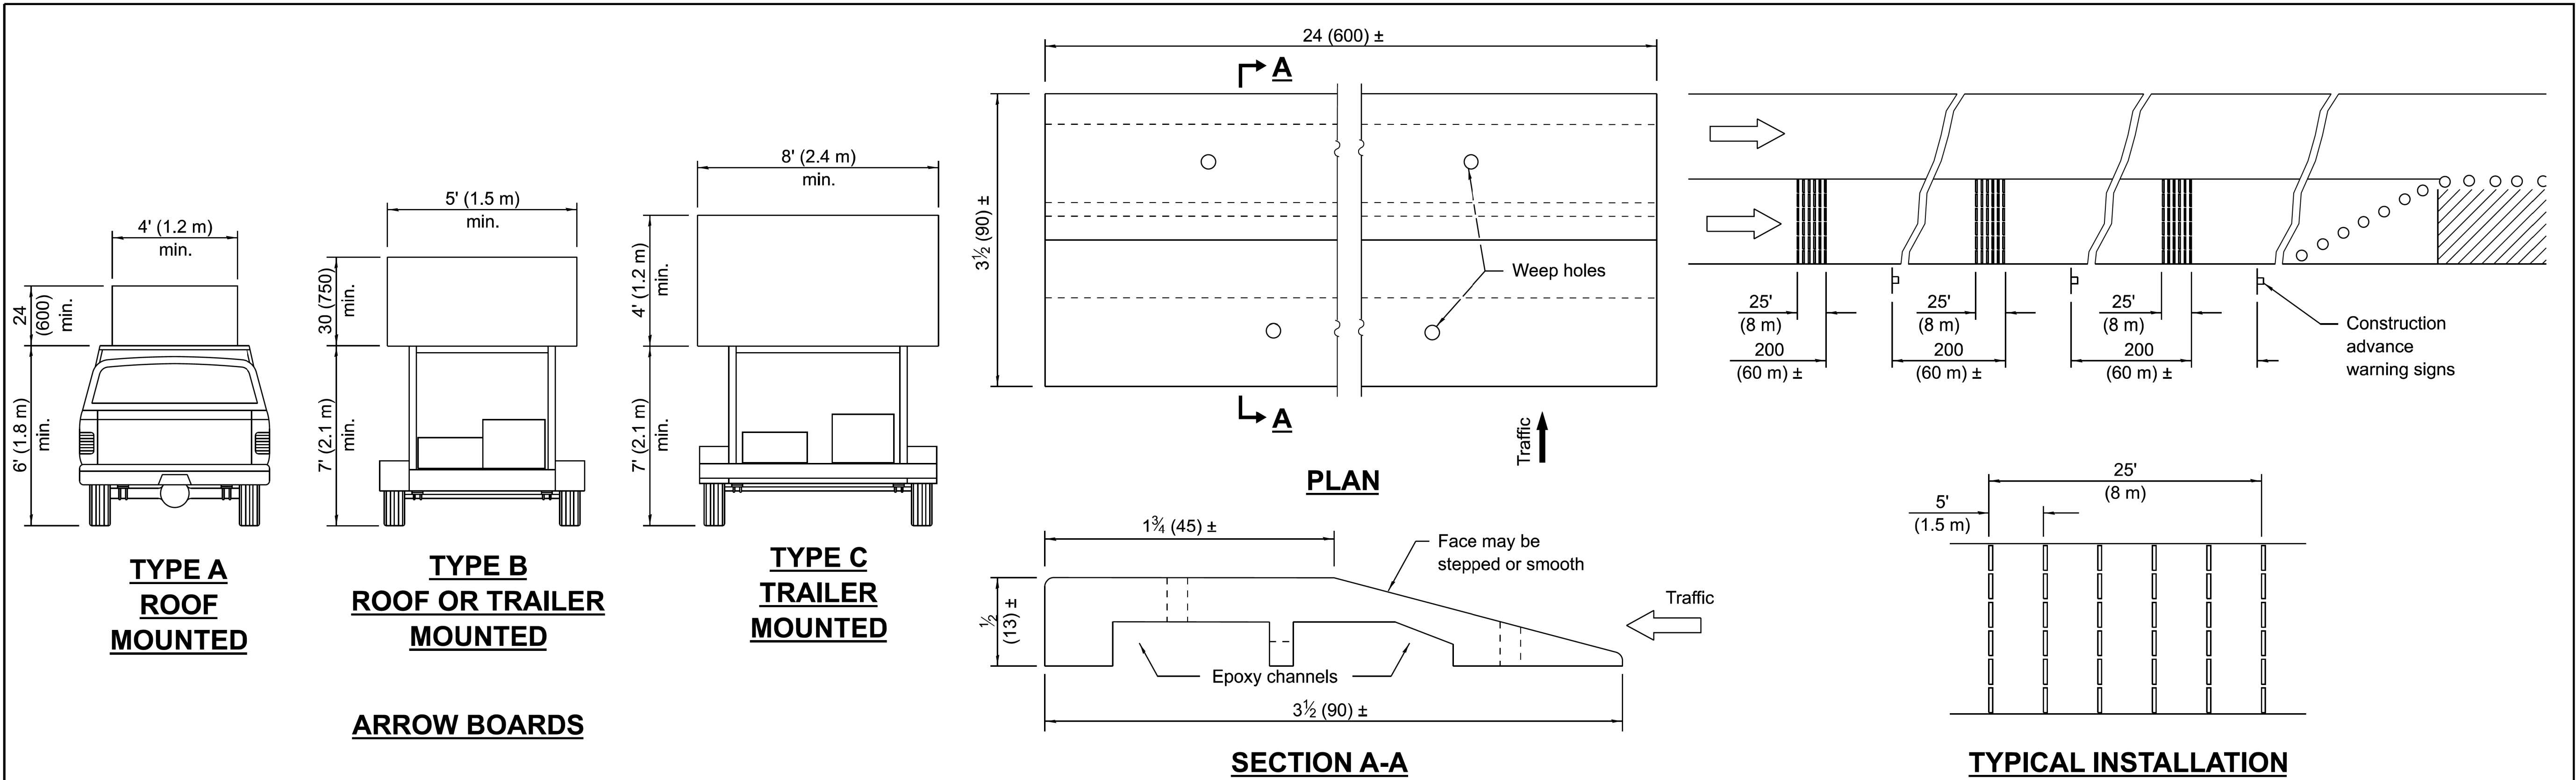 4' (1.2 m)
min.
24
(600)
min.
6' (1.8 m)
min.
TYPE A
ROOF
MOUNTED
5' (1.5 m)
min.
30 (750)
min.
7' (2.1 m)
min.
TYPE B
ROOF OR TRAILER
MOUNTED
8' (2.4 m)
min.
4' (1.2 m)
min.
7' (2.1 m)
min.
TYPE C
TRAILER
MOUNTED
ARROW BOARDS
24 (600) ±
A
3½ (90) ±
Weep holes
A
Traffic
PLAN
1¾ (45) ±
Face may be
stepped or smooth
½
(13) ±
Traffic
Epoxy channels
3½ (90) ±
SECTION A-A
25'
(8 m)
200
(60 m) ±
25'
(8 m)
200
(60 m) ±
25'
(8 m)
200
(60 m) ±
Construction
advance
warning signs
25'
(8 m)
5'
(1.5 m)
TYPICAL INSTALLATION